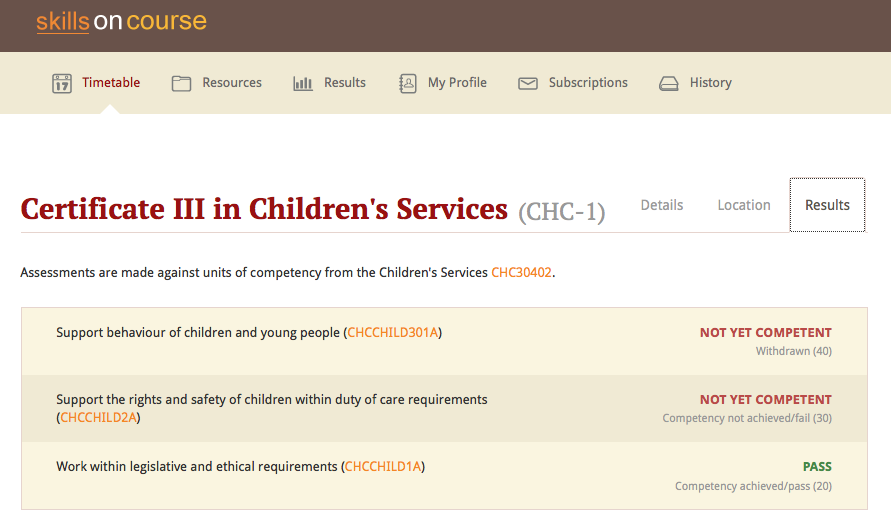 skills on course
17 Timetable Resources Results My Profile Subscriptions History
Certificate III in Children's Services (CHC-1) Details Location Results
Assessments are made against units of competency from the Children's Services CHC30402.
Support behaviour of children and young people (CHCCHILD301A) NOT YET COMPETENT
Withdrawn (40)
Support the rights and safety of children within duty of care requirements NOT YET COMPETENT
(CHCCHILD2A) Competency not achieved/fail (30)
Work within legislative and ethical requirements (CHCCHILD1A) PASS
Competency achieved/pass (20)